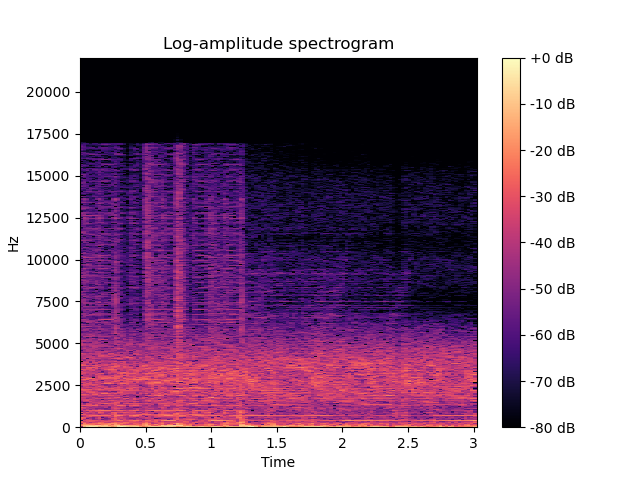 Log-amplitude spectrogram
+0 dB
20000
-10 dB
17500
-20 dB
15000
-30 dB
12500
-40 dB
Hz
10000
-50 dB
7500
-60 dB
5000
-70 dB
2500
0
-80 dB
0 0.5 1 1.5 2 2.5 3
Time